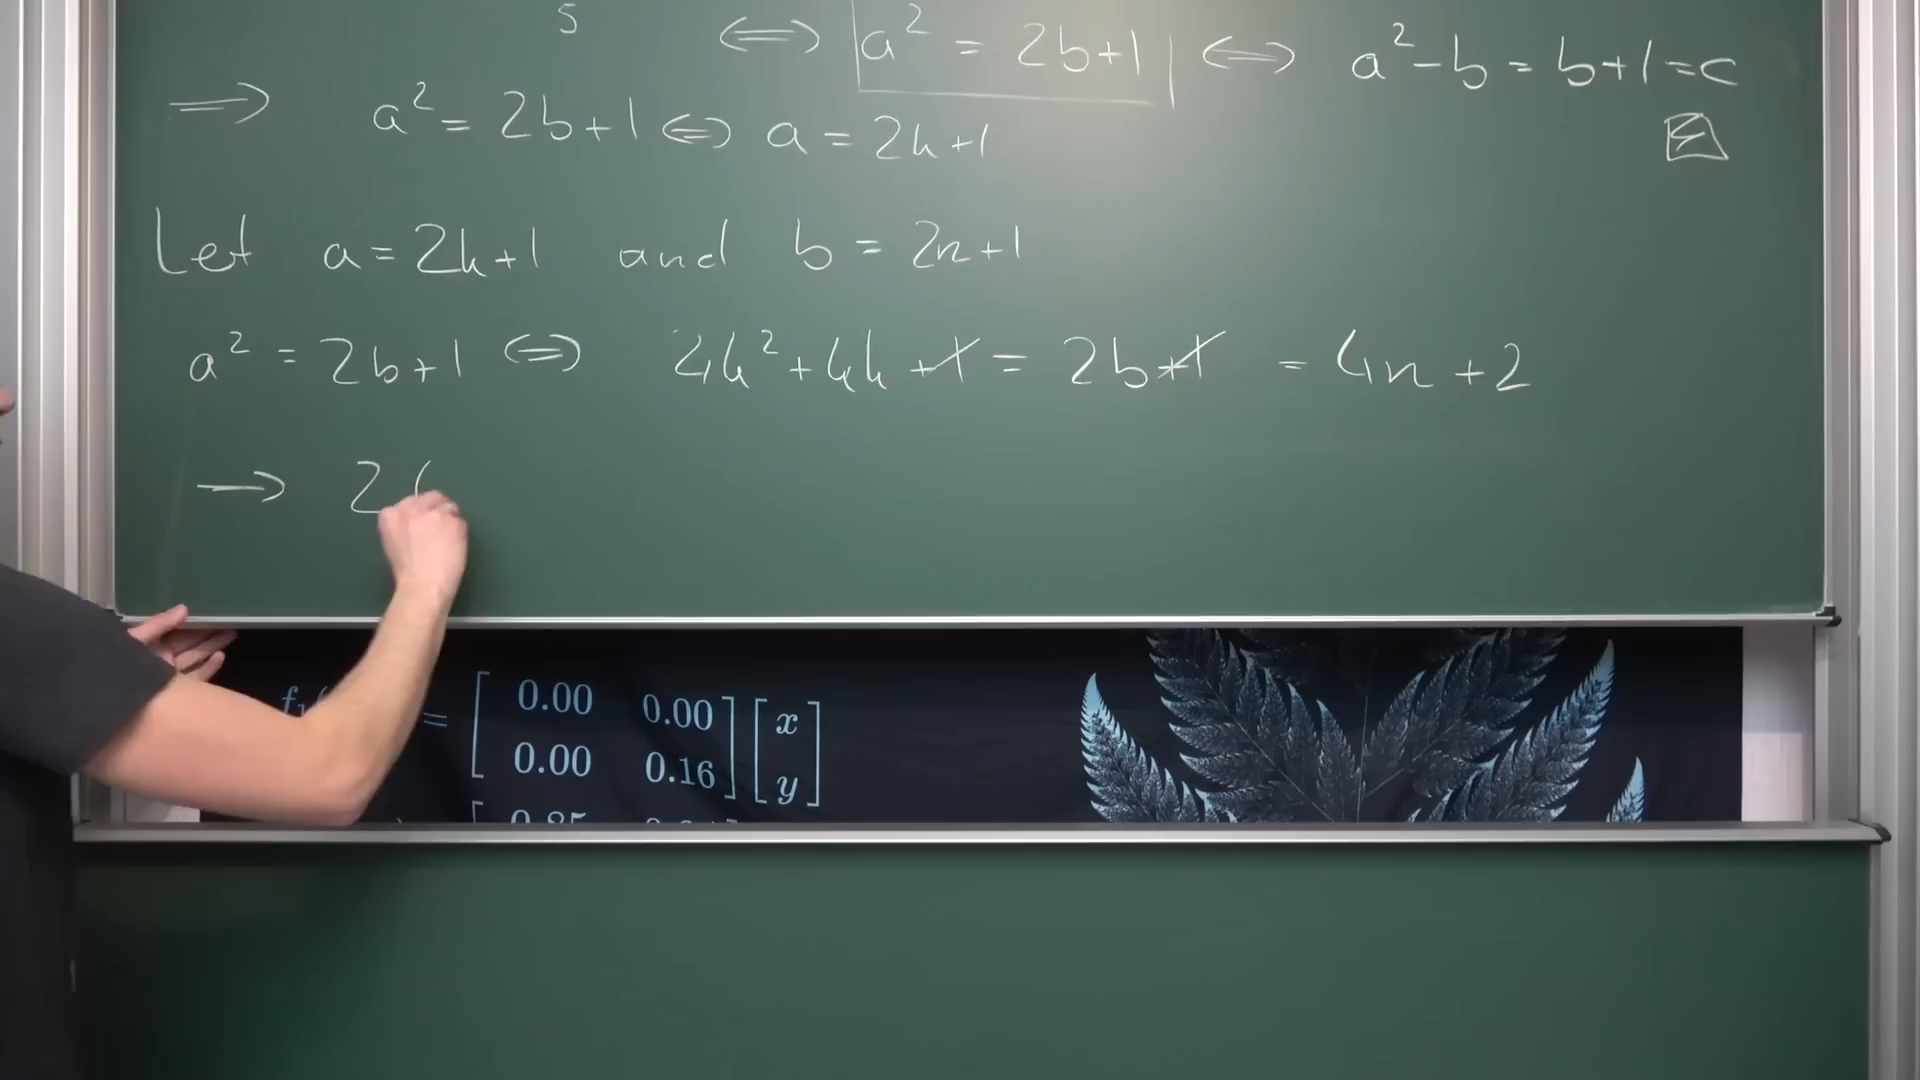 5
⟺ a² = 2b+1 ⟺ a²-b = b+1=c
⟹ a² = 2b+1 ⟺ a = 2k+1
Let a=2k+1 and b = 2n+1
a² = 2b+1 ⟺ 4k²+4k+1 = 2b+1 = 4n+2
→ 2(
= [ 0.00 0.00 ] [ x ]
[ 0.00 0.16 ] [ y ]